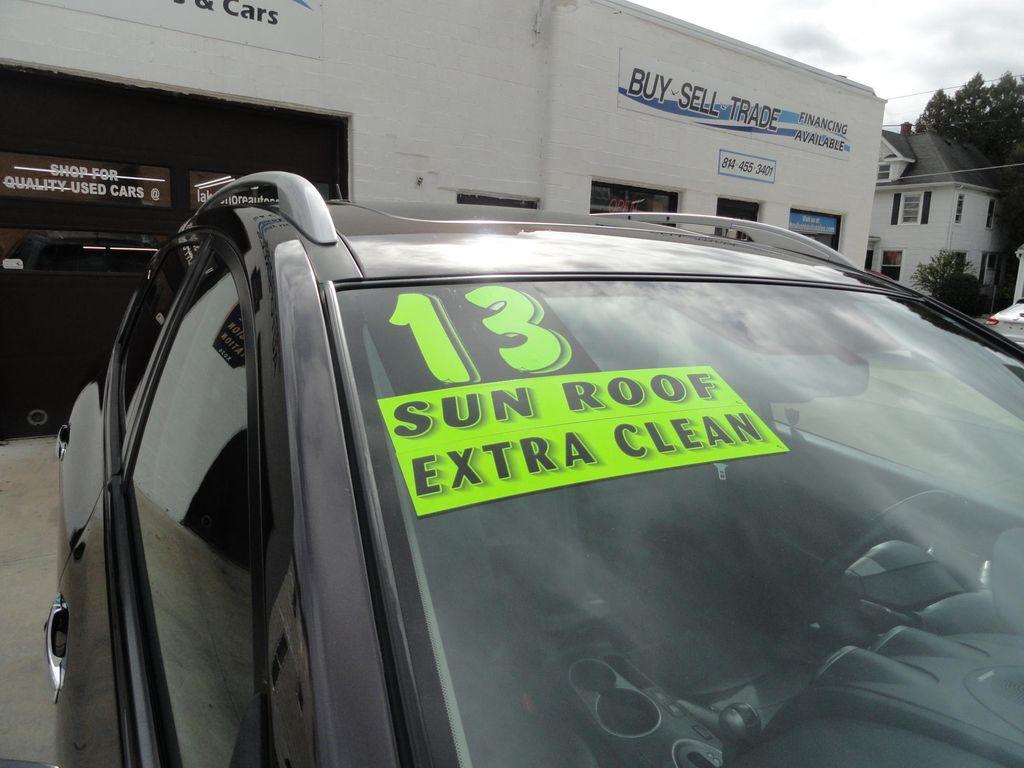 & Cars
BUY SELL TRADE
FINANCING
AVAILABLE
814-455-3401
SHOP FOR
QUALITY USED CARS @
OPEN
13
SUN ROOF
EXTRA CLEAN